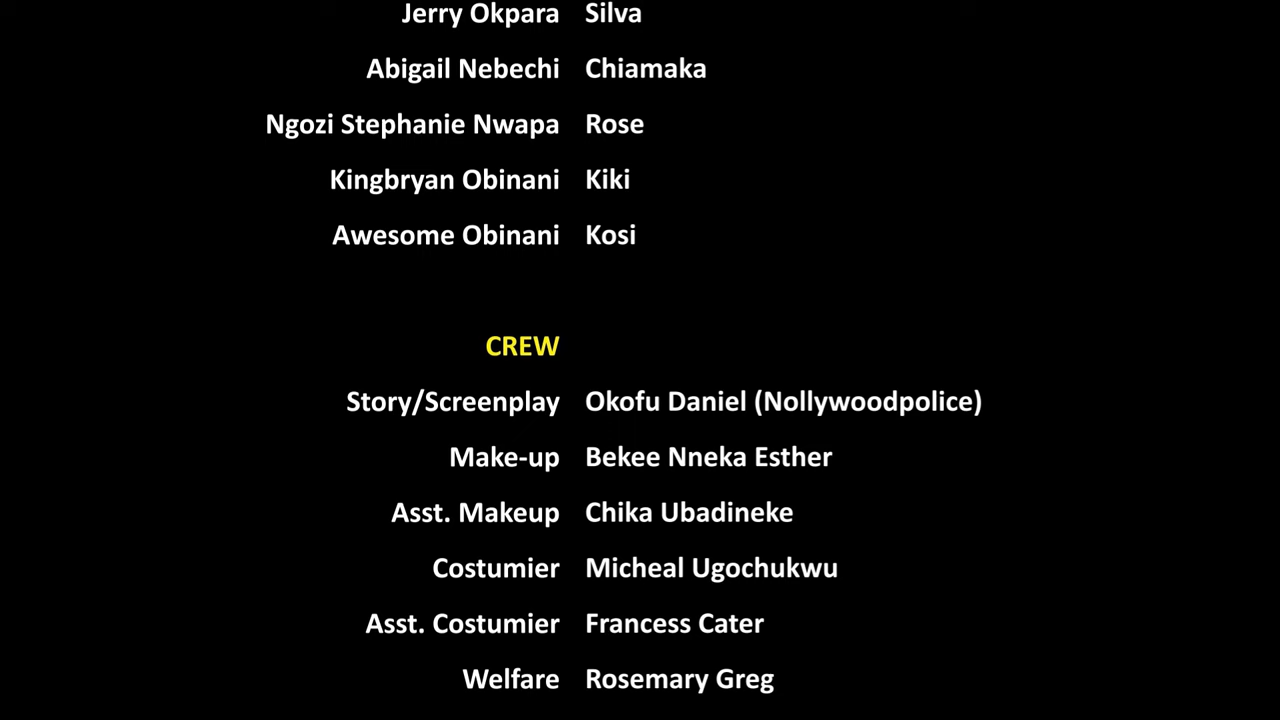 Jerry Okpara Silva
Abigail Nebechi Chiamaka
Ngozi Stephanie Nwapa Rose
Kingbryan Obinani Kiki
Awesome Obinani Kosi
CREW
Story/Screenplay Okofu Daniel (Nollywoodpolice)
Make-up Bekee Nneka Esther
Asst. Makeup Chika Ubadineke
Costumier Micheal Ugochukwu
Asst. Costumier Francess Cater
Welfare Rosemary Greg